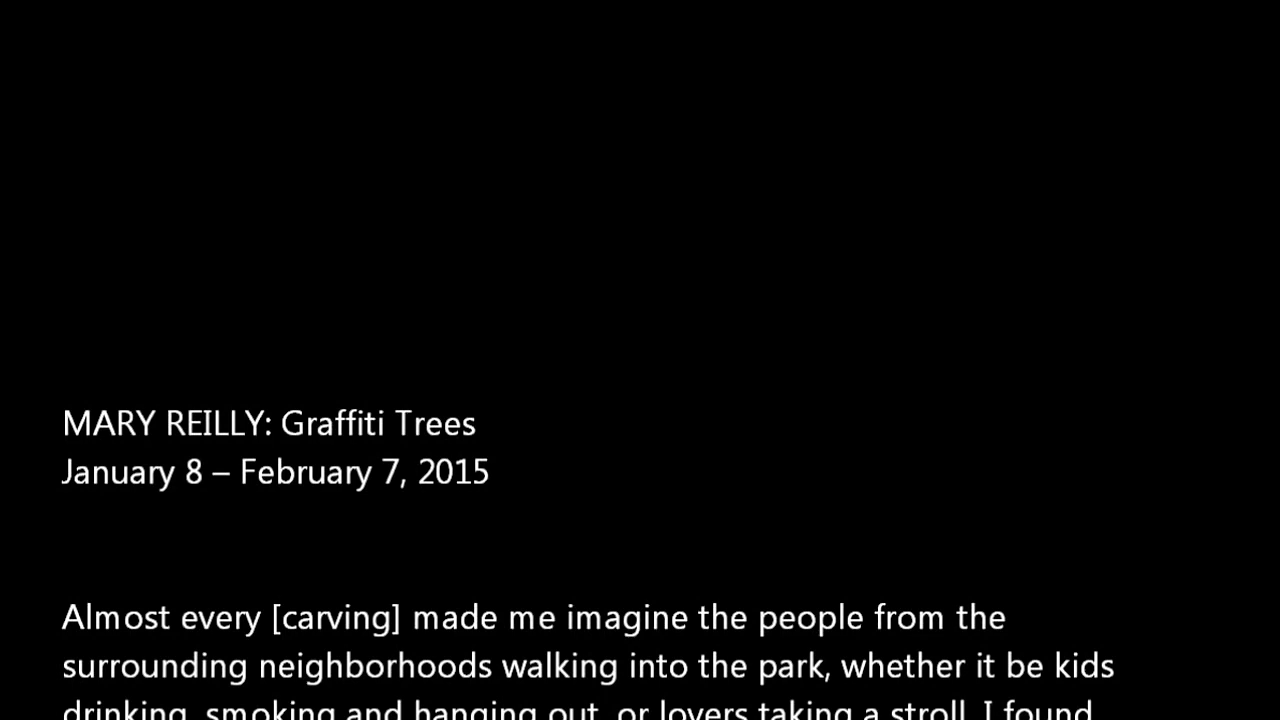 MARY REILLY: Graffiti Trees
January 8 – February 7, 2015
Almost every [carving] made me imagine the people from the
surrounding neighborhoods walking into the park, whether it be kids
drinking, smoking and hanging out, or lovers taking a stroll. I found